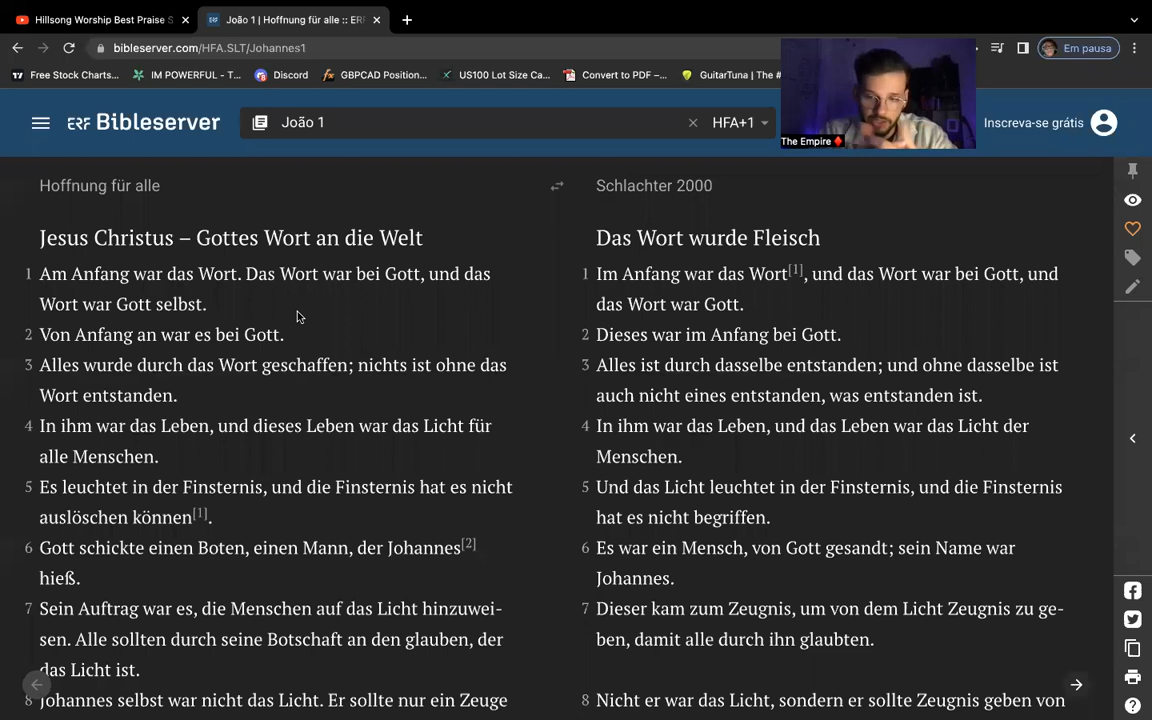 Hillsong Worship Best Praise S
João 1 | Hoffnung für alle :: ERF
bibleserver.com/HFA.SLT/Johannes1
Em pausa
Free Stock Charts...
IM POWERFUL - T...
Discord
GBPCAD Position...
US100 Lot Size Ca...
Convert to PDF –...
GuitarTuna | The #
The Empire
ERF Bibleserver
João 1
HFA+1
Inscreva-se grátis
Hoffnung für alle
Jesus Christus – Gottes Wort an die Welt
1 Am Anfang war das Wort. Das Wort war bei Gott, und das
Wort war Gott selbst.
2 Von Anfang an war es bei Gott.
3 Alles wurde durch das Wort geschaffen; nichts ist ohne das
Wort entstanden.
4 In ihm war das Leben, und dieses Leben war das Licht für
alle Menschen.
5 Es leuchtet in der Finsternis, und die Finsternis hat es nicht
auslöschen können[1].
6 Gott schickte einen Boten, einen Mann, der Johannes[2]
hieß.
7 Sein Auftrag war es, die Menschen auf das Licht hinzuwei-
sen. Alle sollten durch seine Botschaft an den glauben, der
das Licht ist.
8 Johannes selbst war nicht das Licht. Er sollte nur ein Zeuge
Schlachter 2000
Das Wort wurde Fleisch
1 Im Anfang war das Wort[1], und das Wort war bei Gott, und
das Wort war Gott.
2 Dieses war im Anfang bei Gott.
3 Alles ist durch dasselbe entstanden; und ohne dasselbe ist
auch nicht eines entstanden, was entstanden ist.
4 In ihm war das Leben, und das Leben war das Licht der
Menschen.
5 Und das Licht leuchtet in der Finsternis, und die Finsternis
hat es nicht begriffen.
6 Es war ein Mensch, von Gott gesandt; sein Name war
Johannes.
7 Dieser kam zum Zeugnis, um von dem Licht Zeugnis zu ge-
ben, damit alle durch ihn glaubten.
8 Nicht er war das Licht, sondern er sollte Zeugnis geben von